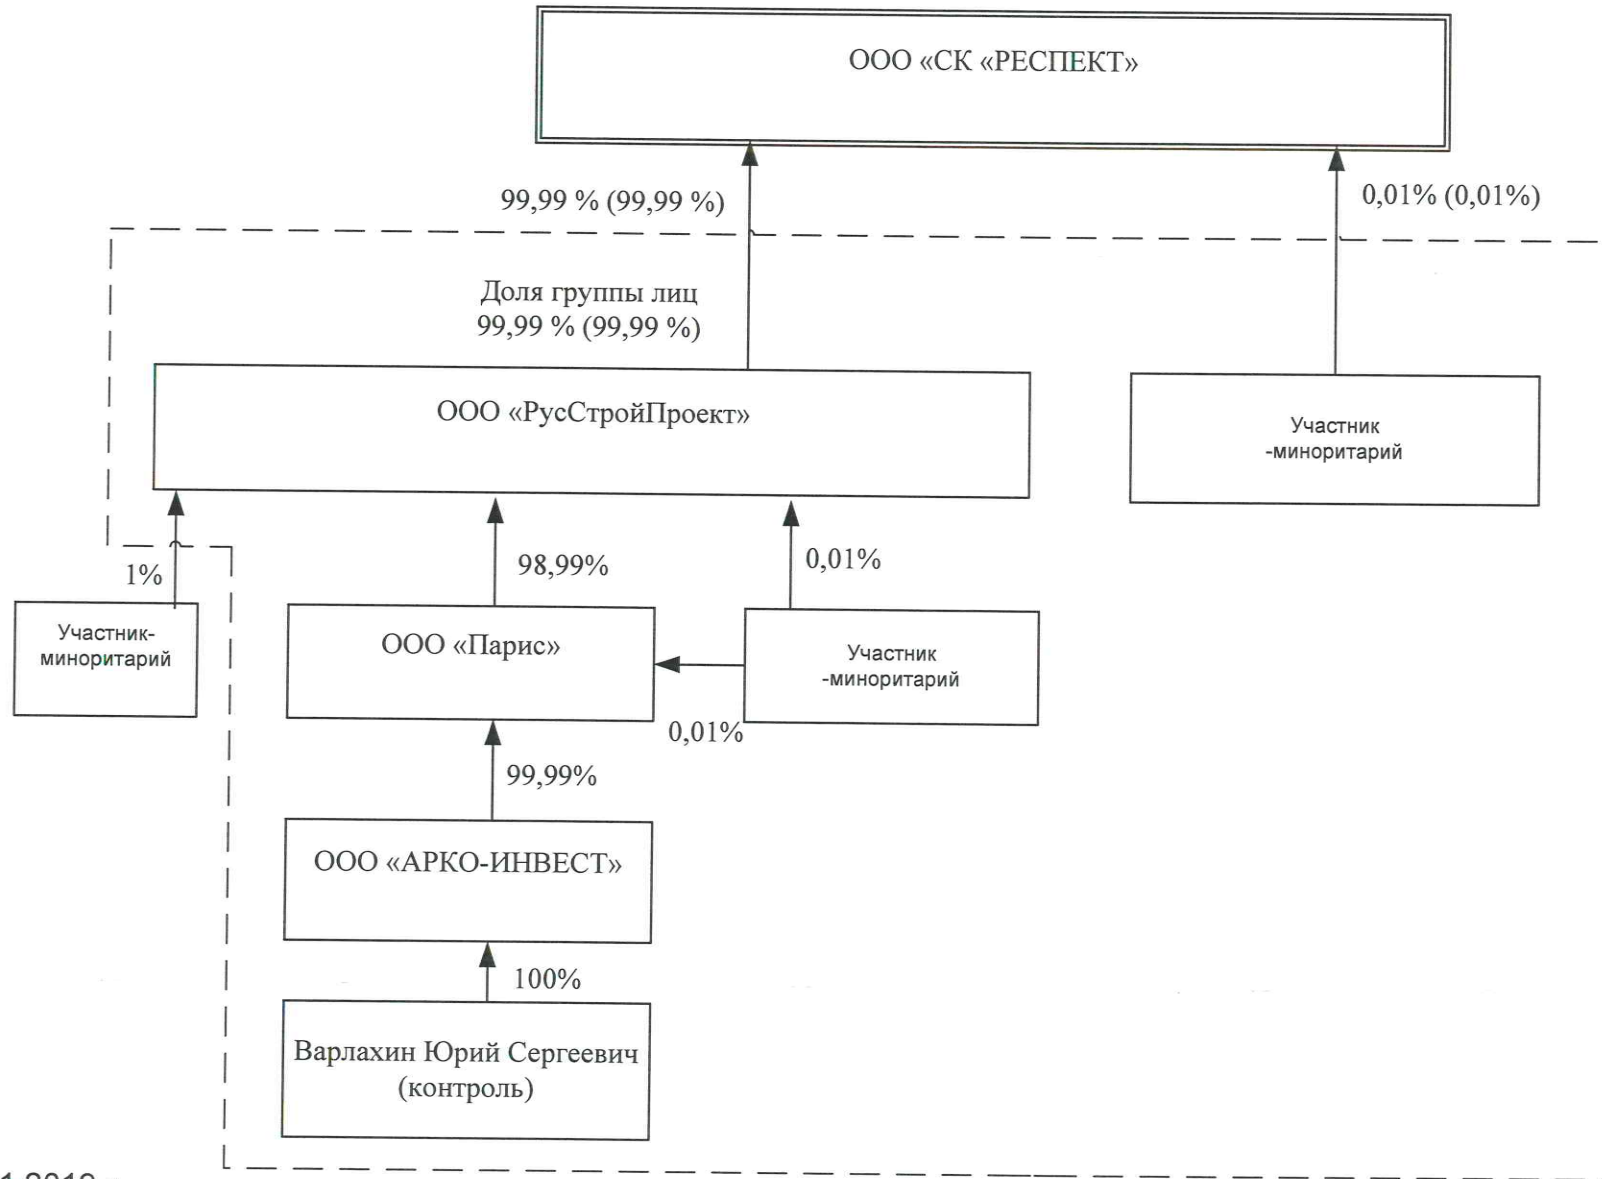 ООО «СК «РЕСПЕКТ»
99,99 % (99,99 %)
0,01% (0,01%)
Доля группы лиц
99,99 % (99,99 %)
ООО «РусСтройПроект»
Участник
-миноритарий
1%
98,99%
0,01%
Участник-
миноритарий
ООО «Парис»
Участник
-миноритарий
0,01%
99,99%
ООО «АРКО-ИНВЕСТ»
100%
Варлахин Юрий Сергеевич
(контроль)